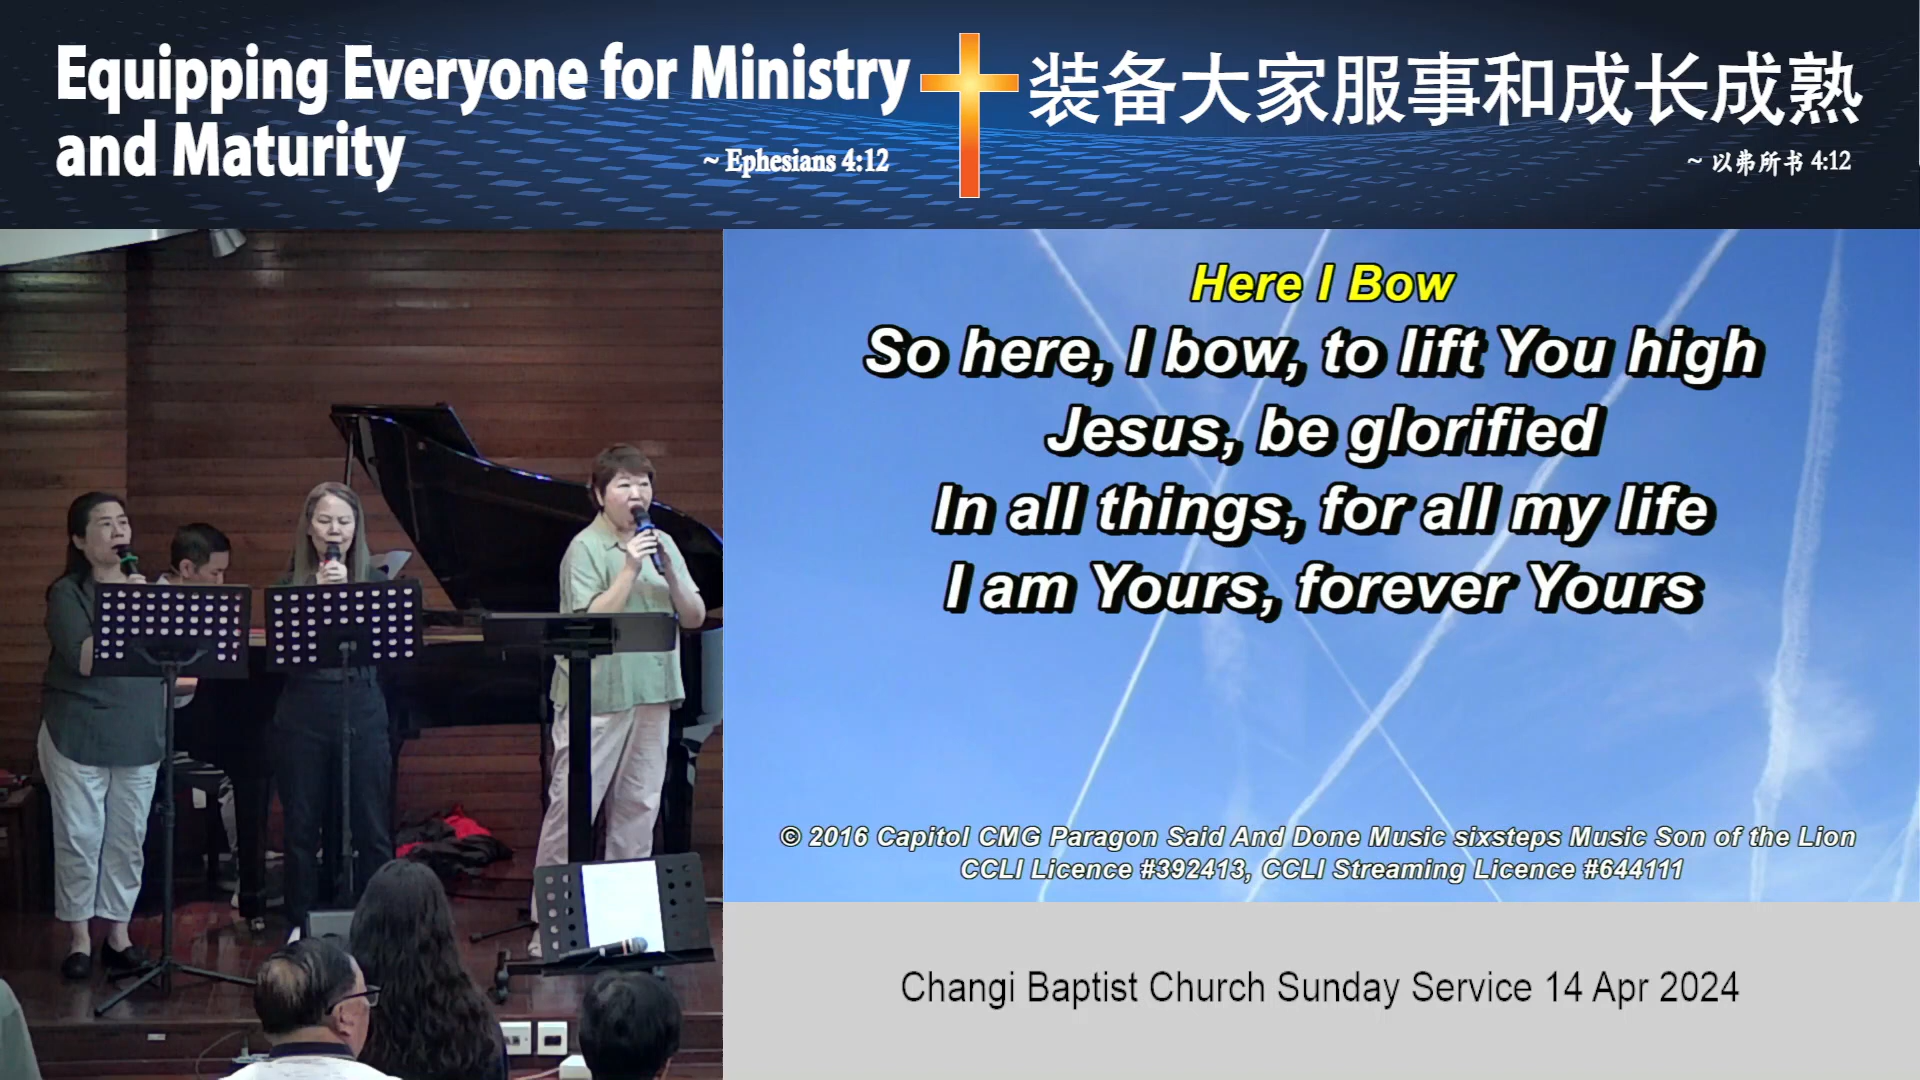 Equipping Everyone for Ministry
and Maturity
~ Ephesians 4:12
装备大家服事和成长成熟
~ 以弗所书 4:12
Here I Bow
So here, I bow, to lift You high
Jesus, be glorified
In all things, for all my life
I am Yours, forever Yours
© 2016 Capitol CMG Paragon Said And Done Music sixsteps Music Son of the Lion
CCLI Licence #392413, CCLI Streaming Licence #644111
Changi Baptist Church Sunday Service 14 Apr 2024